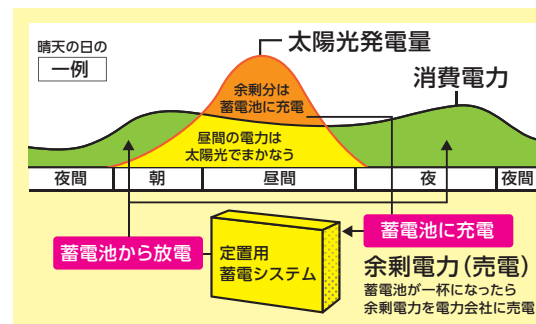 晴天の日の
一例
太陽光発電量
消費電力
余剰分は
蓄電池に充電
昼間の電力は
太陽光でまかなう
夜間
朝
昼間
夜
夜間
蓄電池から放電
定置用
蓄電システム
蓄電池に充電
余剰電力(売電)
蓄電池が一杯になったら
余剰電力を電力会社に売電